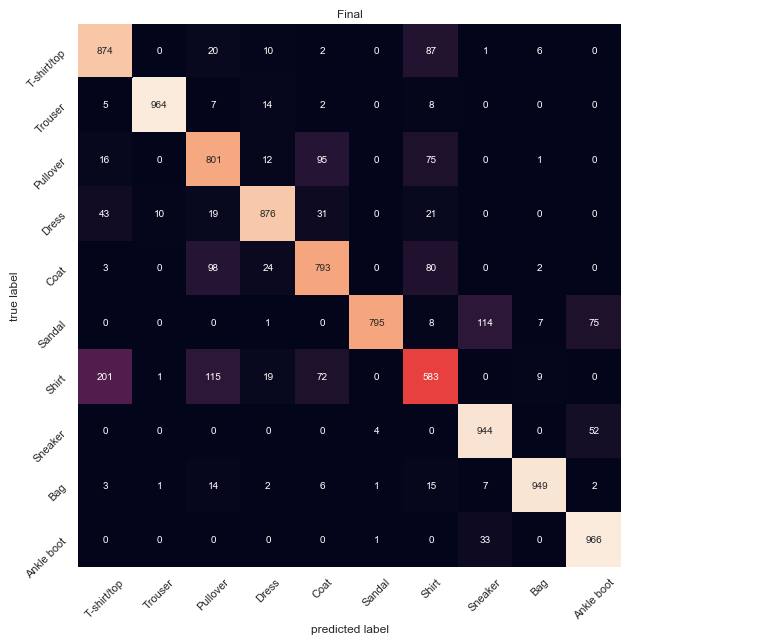 Final
T-shirt/top 874 0 20 10 2 0 87 1 6 0
Trouser 5 964 7 14 2 0 8 0 0 0
Pullover 16 0 801 12 95 0 75 0 1 0
Dress 43 10 19 876 31 0 21 0 0 0
Coat 3 0 98 24 793 0 80 0 2 0
true label
Sandal 0 0 0 1 0 795 8 114 7 75
Shirt 201 1 115 19 72 0 583 0 9 0
Sneaker 0 0 0 0 0 4 0 944 0 52
Bag 3 1 14 2 6 1 15 7 949 2
Ankle boot 0 0 0 0 0 1 0 33 0 966
T-shirt/top Trouser Pullover Dress Coat Sandal Shirt Sneaker Bag Ankle boot
predicted label